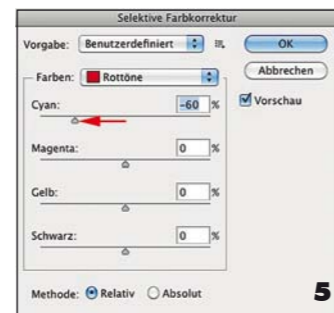 Selektive Farbkorrektur
Vorgabe: Benutzerdefiniert OK
Farben: Rottöne Abbrechen
Cyan: -60 % Vorschau
Magenta: 0 %
Gelb: 0 %
Schwarz: 0 %
Methode: Relativ Absolut
5